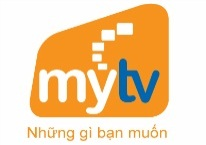 mytv
Những gì bạn muốn